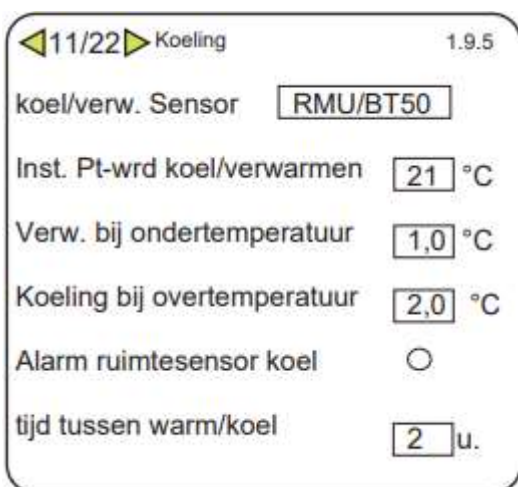 11/22 Koeling 1.9.5
koel/verw. Sensor RMU/BT50
Inst. Pt-wrd koel/verwarmen 21 °C
Verw. bij ondertemperatuur 1,0 °C
Koeling bij overtemperatuur 2,0 °C
Alarm ruimtesensor koel
tijd tussen warm/koel 2 u.